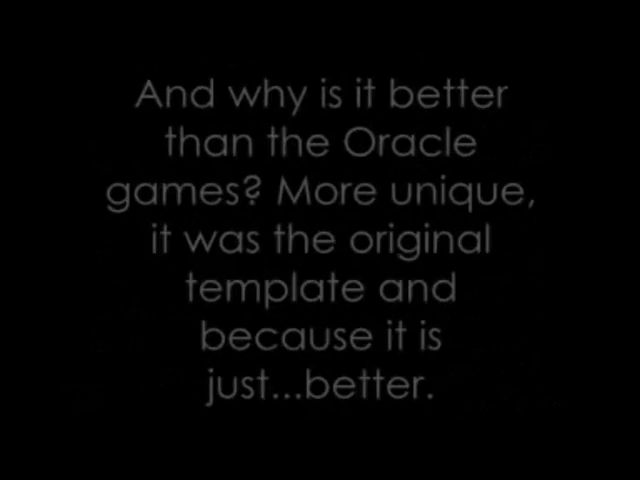 And why is it better
than the Oracle
games? More unique,
it was the original
template and
because it is
just...better.